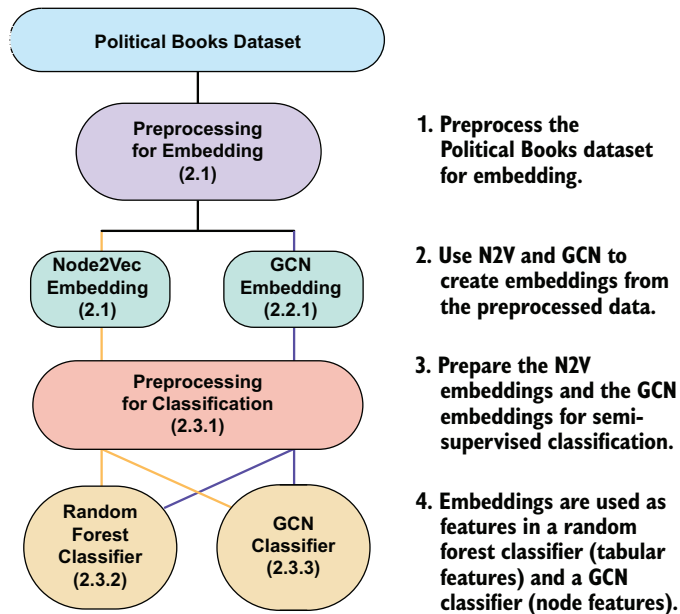 Political Books Dataset
Preprocessing
for Embedding
(2.1)
1. Preprocess the
Political Books dataset
for embedding.
Node2Vec
Embedding
(2.1)
GCN
Embedding
(2.2.1)
2. Use N2V and GCN to
create embeddings from
the preprocessed data.
Preprocessing
for Classification
(2.3.1)
3. Prepare the N2V
embeddings and the GCN
embeddings for semi-
supervised classification.
Random
Forest
Classifier
(2.3.2)
GCN
Classifier
(2.3.3)
4. Embeddings are used as
features in a random
forest classifier (tabular
features) and a GCN
classifier (node features).